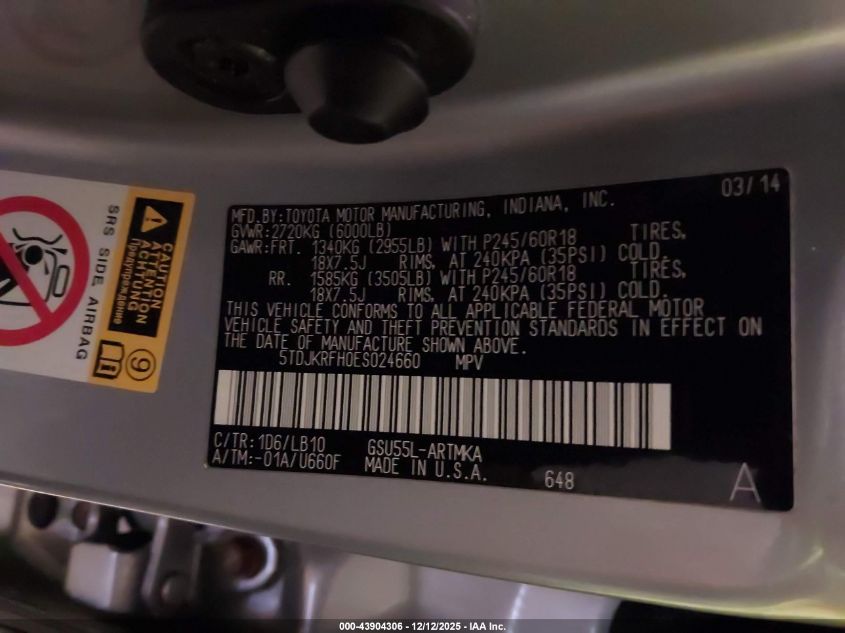 03/14
MFD.BY:TOYOTA MOTOR MANUFACTURING, INDIANA, INC.
GVWR:2720KG (6000LB)
GAWR:FRT. 1340KG (2955LB) WITH P245/60R18 TIRES,
18X7.5J RIMS, AT 240KPA (35PSI) COLD.
RR. 1585KG (3505LB) WITH P245/60R18 TIRES,
18X7.5J RIMS, AT 240KPA (35PSI) COLD.
THIS VEHICLE CONFORMS TO ALL APPLICABLE FEDERAL MOTOR
VEHICLE SAFETY AND THEFT PREVENTION STANDARDS IN EFFECT ON
THE DATE OF MANUFACTURE SHOWN ABOVE.
5TDJKRFH0ES024660 MPV
C/TR:1D6/LB10 GSU55L-ARTMKA
A/TM:-01A/U660F MADE IN U.S.A.
648
A
SRS SIDE AIRBAG
CAUTION
ATTENTION
ACHTUNG
Предупреждение
9
000-43904306 - 12/12/2025 - IAA Inc.